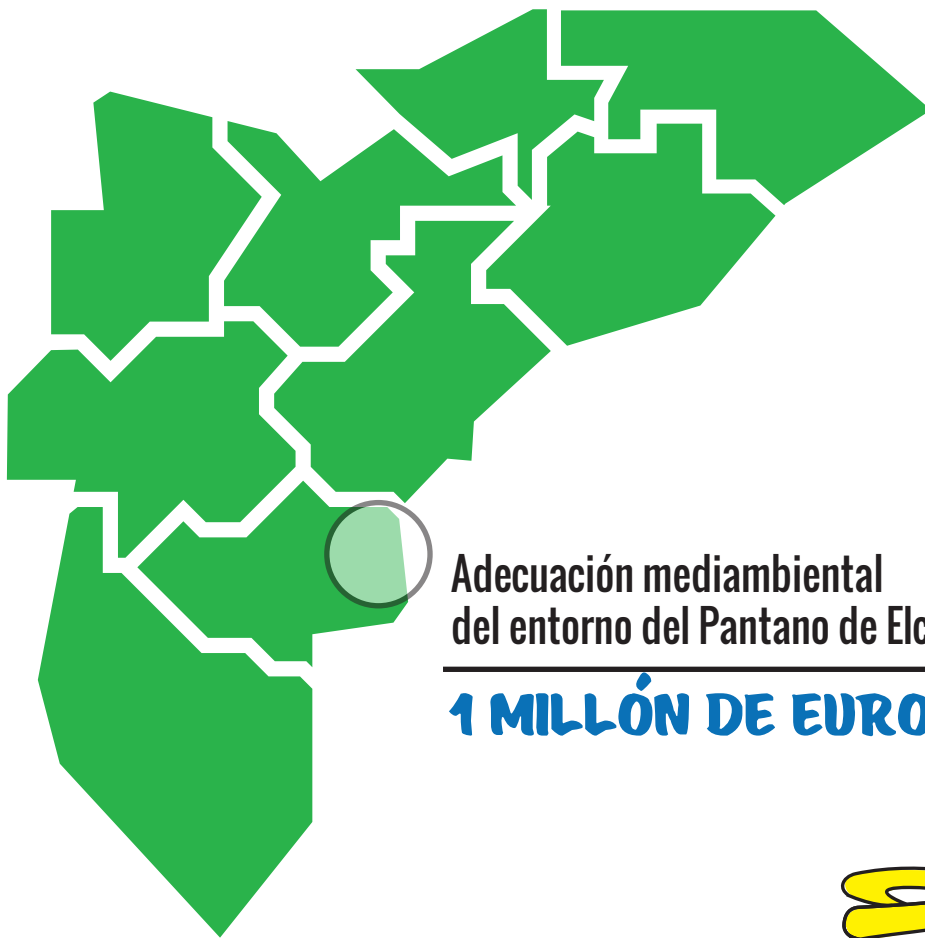 Adecuación mediambiental
del entorno del Pantano de Elc
1 MILLÓN DE EURO